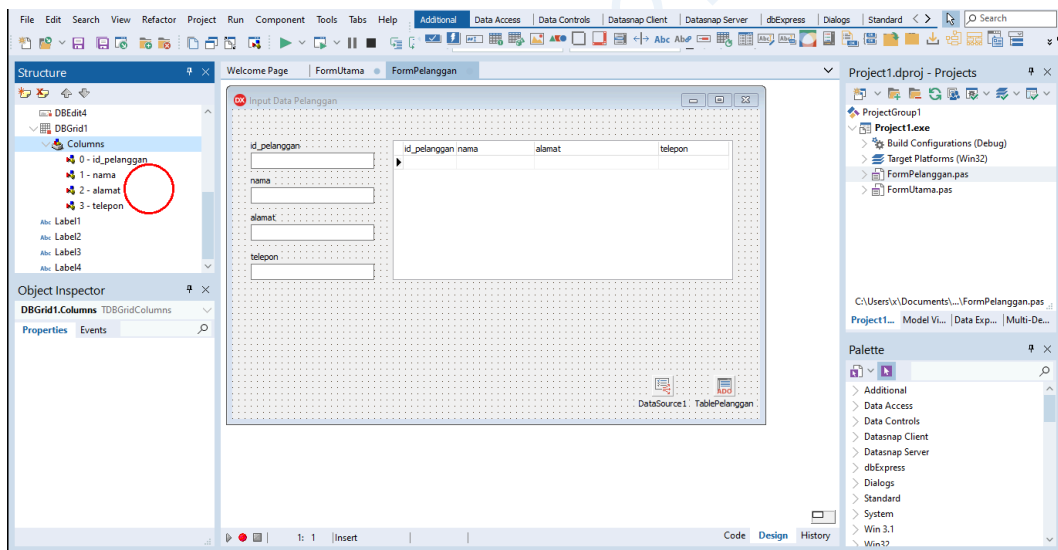 File Edit Search View Refactor Project Run Component Tools Tabs Help Additional Data Access Data Controls Datasnap Client Datasnap Server dbExpress Dialogs Standard Search
Structure
DBEdit4
DBGrid1
Columns
0 - id_pelanggan
1 - nama
2 - alamat
3 - telepon
Abc Label1
Abc Label2
Abc Label3
Abc Label4
Object Inspector
DBGrid1.Columns TDBGridColumns
Properties Events
Welcome Page FormUtama FormPelanggan
DX Input Data Pelanggan
id_pelanggan
nama
alamat
telepon
id_pelanggan nama alamat telepon
DataSource1 TablePelanggan
1: 1 Insert
Code Design History
Project1.dproj - Projects
ProjectGroup1
Project1.exe
Build Configurations (Debug)
Target Platforms (Win32)
FormPelanggan.pas
FormUtama.pas
C:\Users\x\Documents\...\FormPelanggan.pas
Project1... Model Vi... Data Exp... Multi-De...
Palette
Additional
Data Access
Data Controls
Datasnap Client
Datasnap Server
dbExpress
Dialogs
Standard
System
Win 3.1
Win32